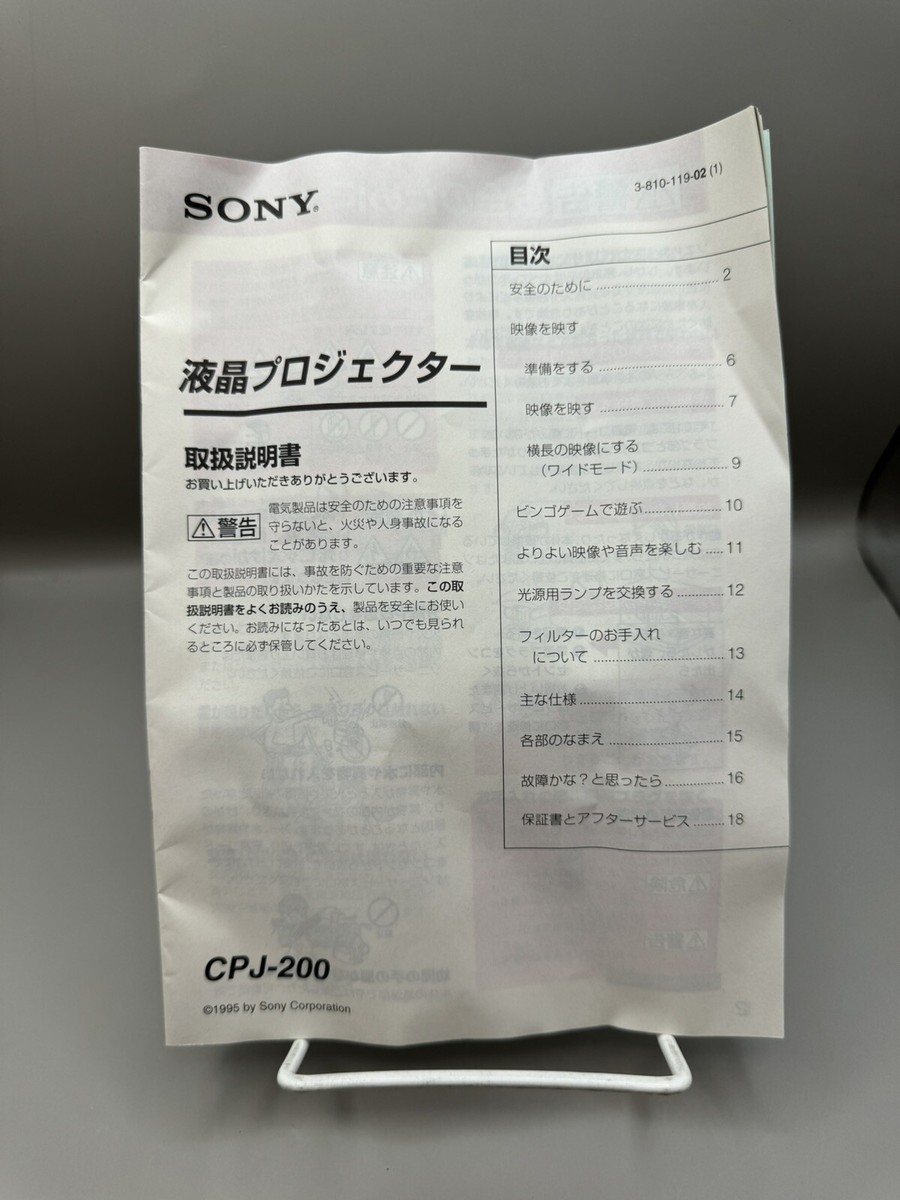 SONY®
3-810-119-02 (1)
液晶プロジェクター
取扱説明書
お買い上げいただきありがとうございます。
警告
電気製品は安全のための注意事項を
守らないと、火災や人身事故になる
ことがあります。
この取扱説明書には、事故を防ぐための重要な注意
事項と製品の取り扱いかたを示しています。この取
扱説明書をよくお読みのうえ、製品を安全にお使い
ください。お読みになったあとは、いつでも見られ
るところに必ず保管してください。
目次
安全のために .............................. 2
映像を映す
準備をする .............................. 6
映像を映す .............................. 7
横長の映像にする
（ワイドモード） ..................... 9
ビンゴゲームで遊ぶ .................... 10
よりよい映像や音声を楽しむ ..... 11
光源用ランプを交換する ............ 12
フィルターのお手入れ
について ............................... 13
主な仕様 .................................. 14
各部のなまえ ............................ 15
故障かな？と思ったら ............... 16
保証書とアフターサービス ........ 18
CPJ-200
©1995 by Sony Corporation